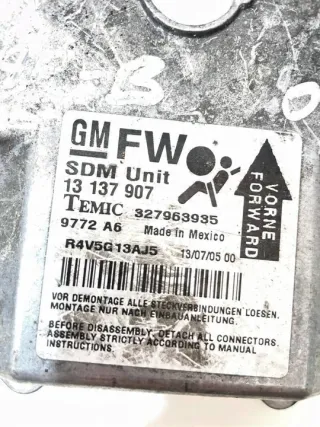 B
GM FW
SDM Unit
13 137 907
TEMIC 327963935
9772 A6 Made in Mexico
R4V5G13AJ5 13/07/05 00
VORNE
FORWARD
VOR DEMONTAGE ALLE STECKVERBINDUNGEN LOESEN.
MONTAGE NUR NACH EINBAUANLEITUNG.
BEFORE DISASSEMBLY, DETACH ALL CONNECTORS.
ASSEMBLY STRICTLY ACCORDING TO MANUAL
INSTRUCTIONS.